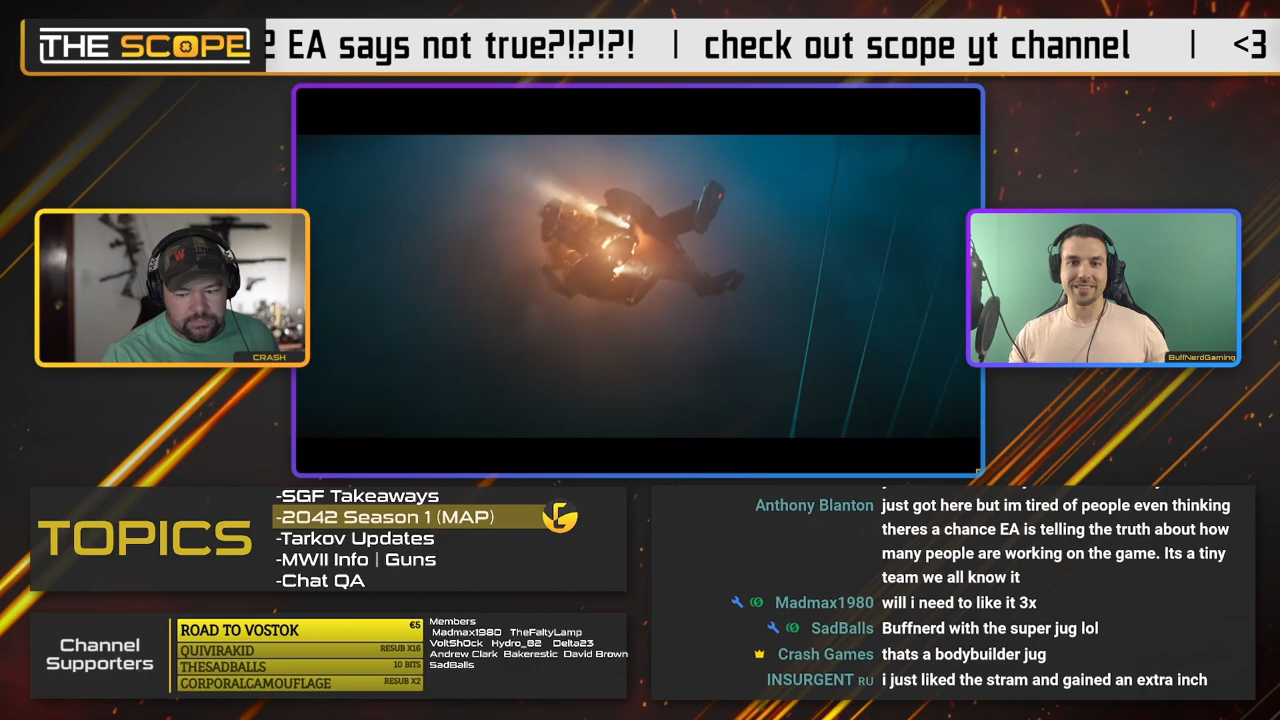 THE SCOPE
2 EA says not true?!?!?! | check out scope yt channel | <3
CRASH
BuffNerdGaming
TOPICS
-SGF Takeaways
-2042 Season 1 (MAP)
-Tarkov Updates
-MWII Info | Guns
-Chat QA
Channel
Supporters
ROAD TO VOSTOK €5
QUIVIRAKID RESUB X16
THESADBALLS 10 BITS
CORPORALCAMOUFLAGE RESUB X2
Members
Madmax1980 TheFaltyLamp
VoltShOck Hydro_82 Delta23
Andrew Clark Bakerestic David Brown
SadBalls
Anthony Blanton just got here but im tired of people even thinking
theres a chance EA is telling the truth about how
many people are working on the game. Its a tiny
team we all know it
Madmax1980 will i need to like it 3x
SadBalls Buffnerd with the super jug lol
Crash Games thats a bodybuilder jug
INSURGENT RU i just liked the stram and gained an extra inch